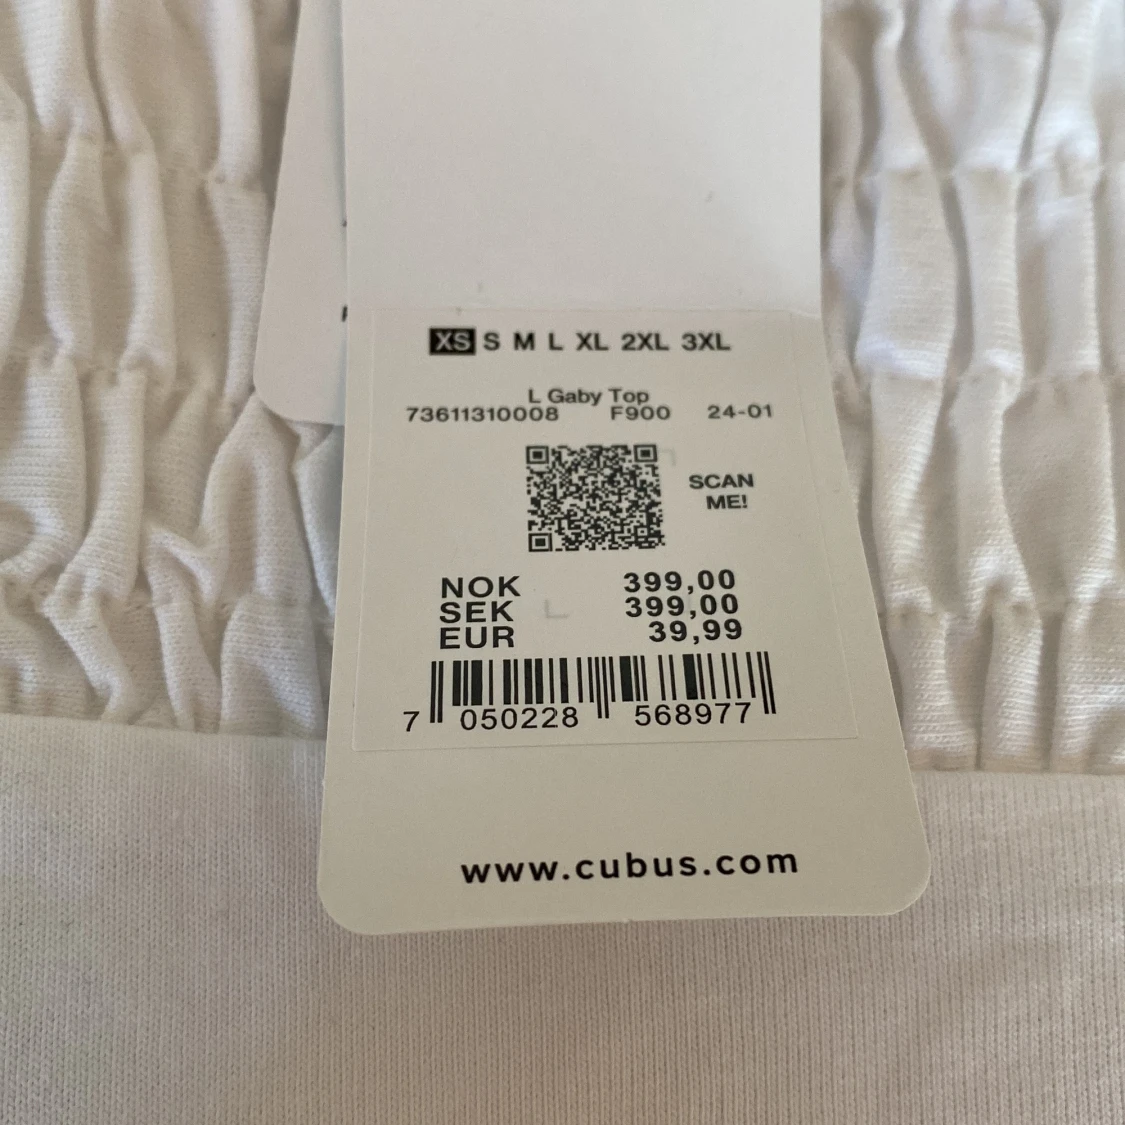 XS S M L XL 2XL 3XL
L Gaby Top
73611310008 F900 24-01
SCAN
ME!
NOK 399,00
SEK 399,00
EUR 39,99
7 050228 568977
www.cubus.com